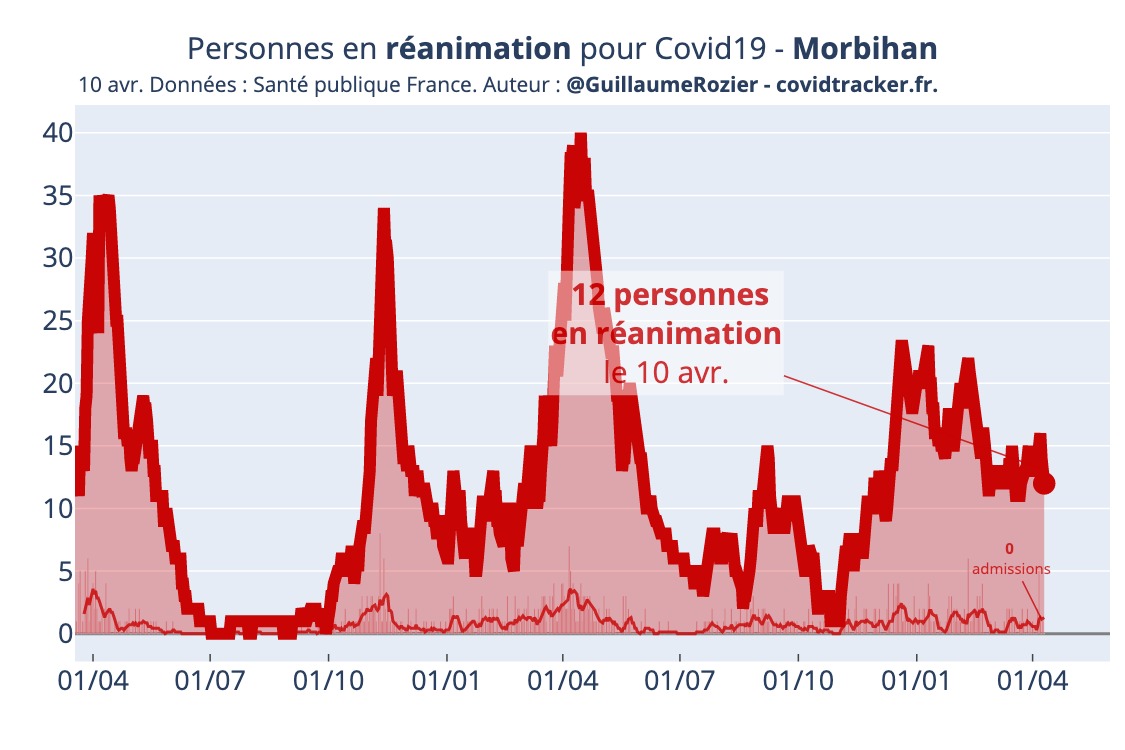 Personnes en réanimation pour Covid19 - Morbihan
10 avr. Données : Santé publique France. Auteur : @GuillaumeRozier - covidtracker.fr.
40
35
30
25
20
15
10
5
0
12 personnes
en réanimation
le 10 avr.
0
admissions
01/04 01/07 01/10 01/01 01/04 01/07 01/10 01/01 01/04